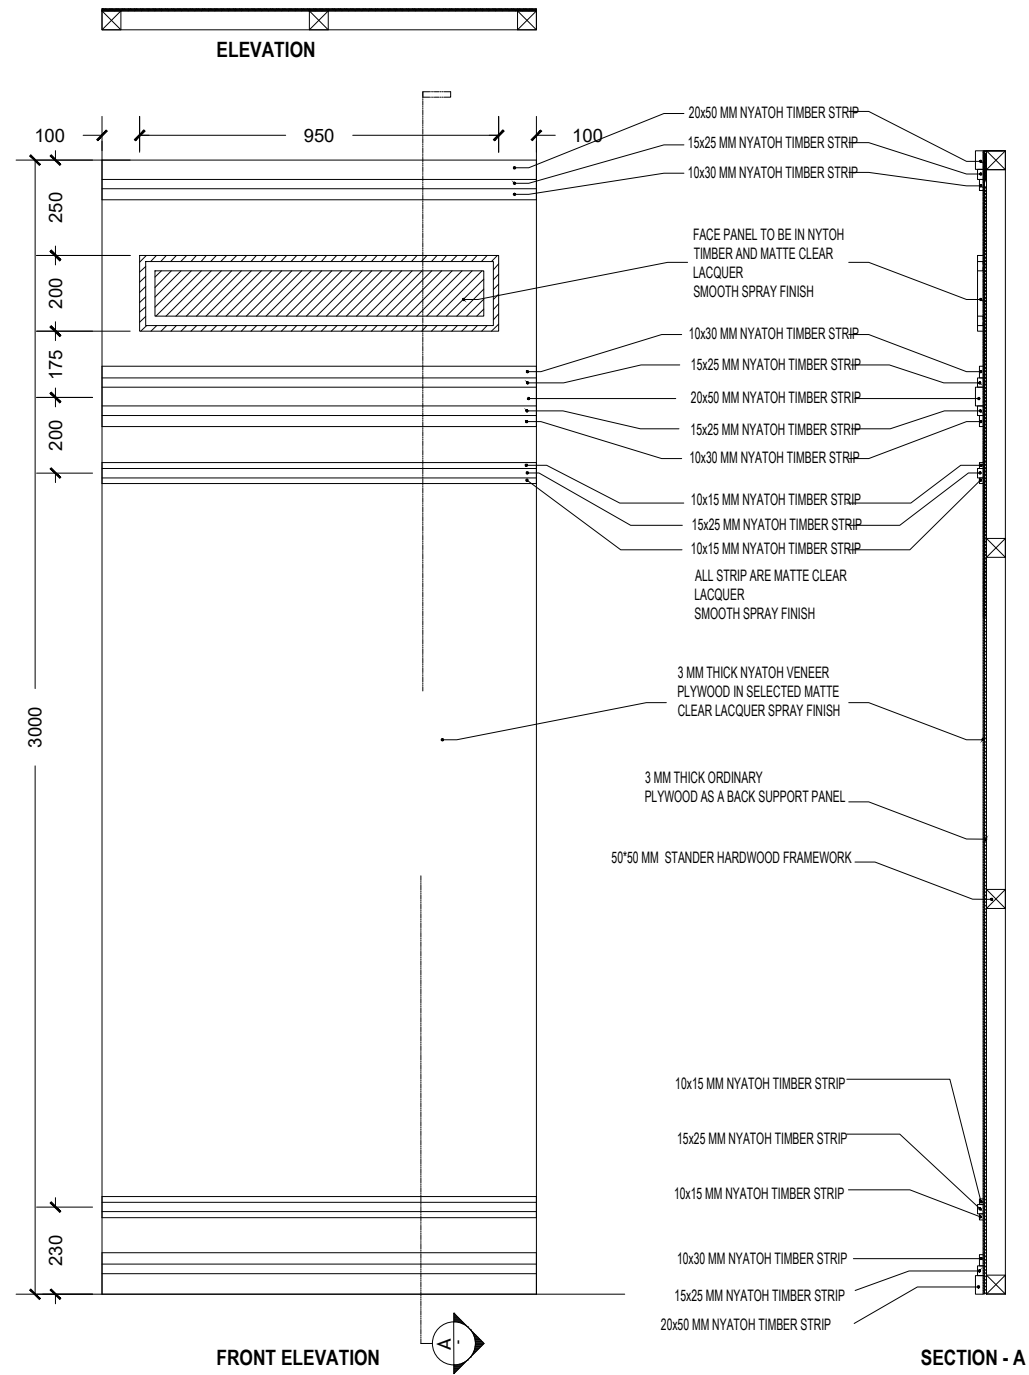 ELEVATION
100
950
100
250
200
175
200
3000
230
20x50 MM NYATOH TIMBER STRIP
15x25 MM NYATOH TIMBER STRIP
10x30 MM NYATOH TIMBER STRIP
FACE PANEL TO BE IN NYTOH
TIMBER AND MATTE CLEAR
LACQUER
SMOOTH SPRAY FINISH
10x30 MM NYATOH TIMBER STRIP
15x25 MM NYATOH TIMBER STRIP
20x50 MM NYATOH TIMBER STRIP
15x25 MM NYATOH TIMBER STRIP
10x30 MM NYATOH TIMBER STRIP
10x15 MM NYATOH TIMBER STRIP
15x25 MM NYATOH TIMBER STRIP
10x15 MM NYATOH TIMBER STRIP
ALL STRIP ARE MATTE CLEAR
LACQUER
SMOOTH SPRAY FINISH
3 MM THICK NYATOH VENEER
PLYWOOD IN SELECTED MATTE
CLEAR LACQUER SPRAY FINISH
3 MM THICK ORDINARY
PLYWOOD AS A BACK SUPPORT PANEL
50*50 MM STANDER HARDWOOD FRAMEWORK
10x15 MM NYATOH TIMBER STRIP
15x25 MM NYATOH TIMBER STRIP
10x15 MM NYATOH TIMBER STRIP
10x30 MM NYATOH TIMBER STRIP
15x25 MM NYATOH TIMBER STRIP
20x50 MM NYATOH TIMBER STRIP
A
-
FRONT ELEVATION
SECTION - A